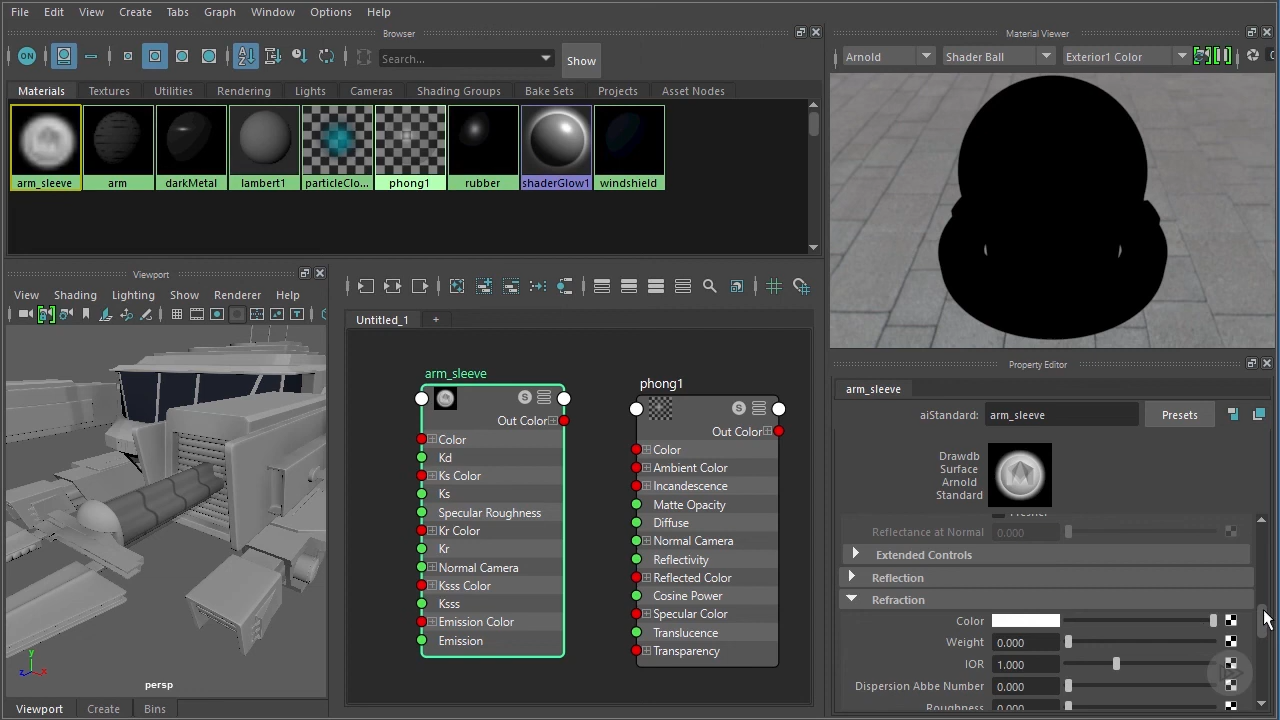 File Edit View Create Tabs Graph Window Options Help
Browser
Material Viewer
ON
Search...
Show
Arnold
Shader Ball
Exterior1 Color
Materials Textures Utilities Rendering Lights Cameras Shading Groups Bake Sets Projects Asset Nodes
arm_sleeve arm darkMetal lambert1 particleClo... phong1 rubber shaderGlow1 windshield
Viewport
View Shading Lighting Show Renderer Help
Untitled_1 +
arm_sleeve
S
Out Color
Color
Kd
Ks Color
Ks
Specular Roughness
Kr Color
Kr
Normal Camera
Ksss Color
Ksss
Emission Color
Emission
phong1
S
Out Color
Color
Ambient Color
Incandescence
Matte Opacity
Diffuse
Normal Camera
Reflectivity
Reflected Color
Cosine Power
Specular Color
Translucence
Transparency
y
z x
persp
Viewport Create Bins
Property Editor
arm_sleeve
aiStandard: arm_sleeve Presets
Drawdb
Surface
Arnold
Standard
Reflectance at Normal 0.000
Extended Controls
Reflection
Refraction
Color
Weight 0.000
IOR 1.000
Dispersion Abbe Number 0.000
Roughness 0.000